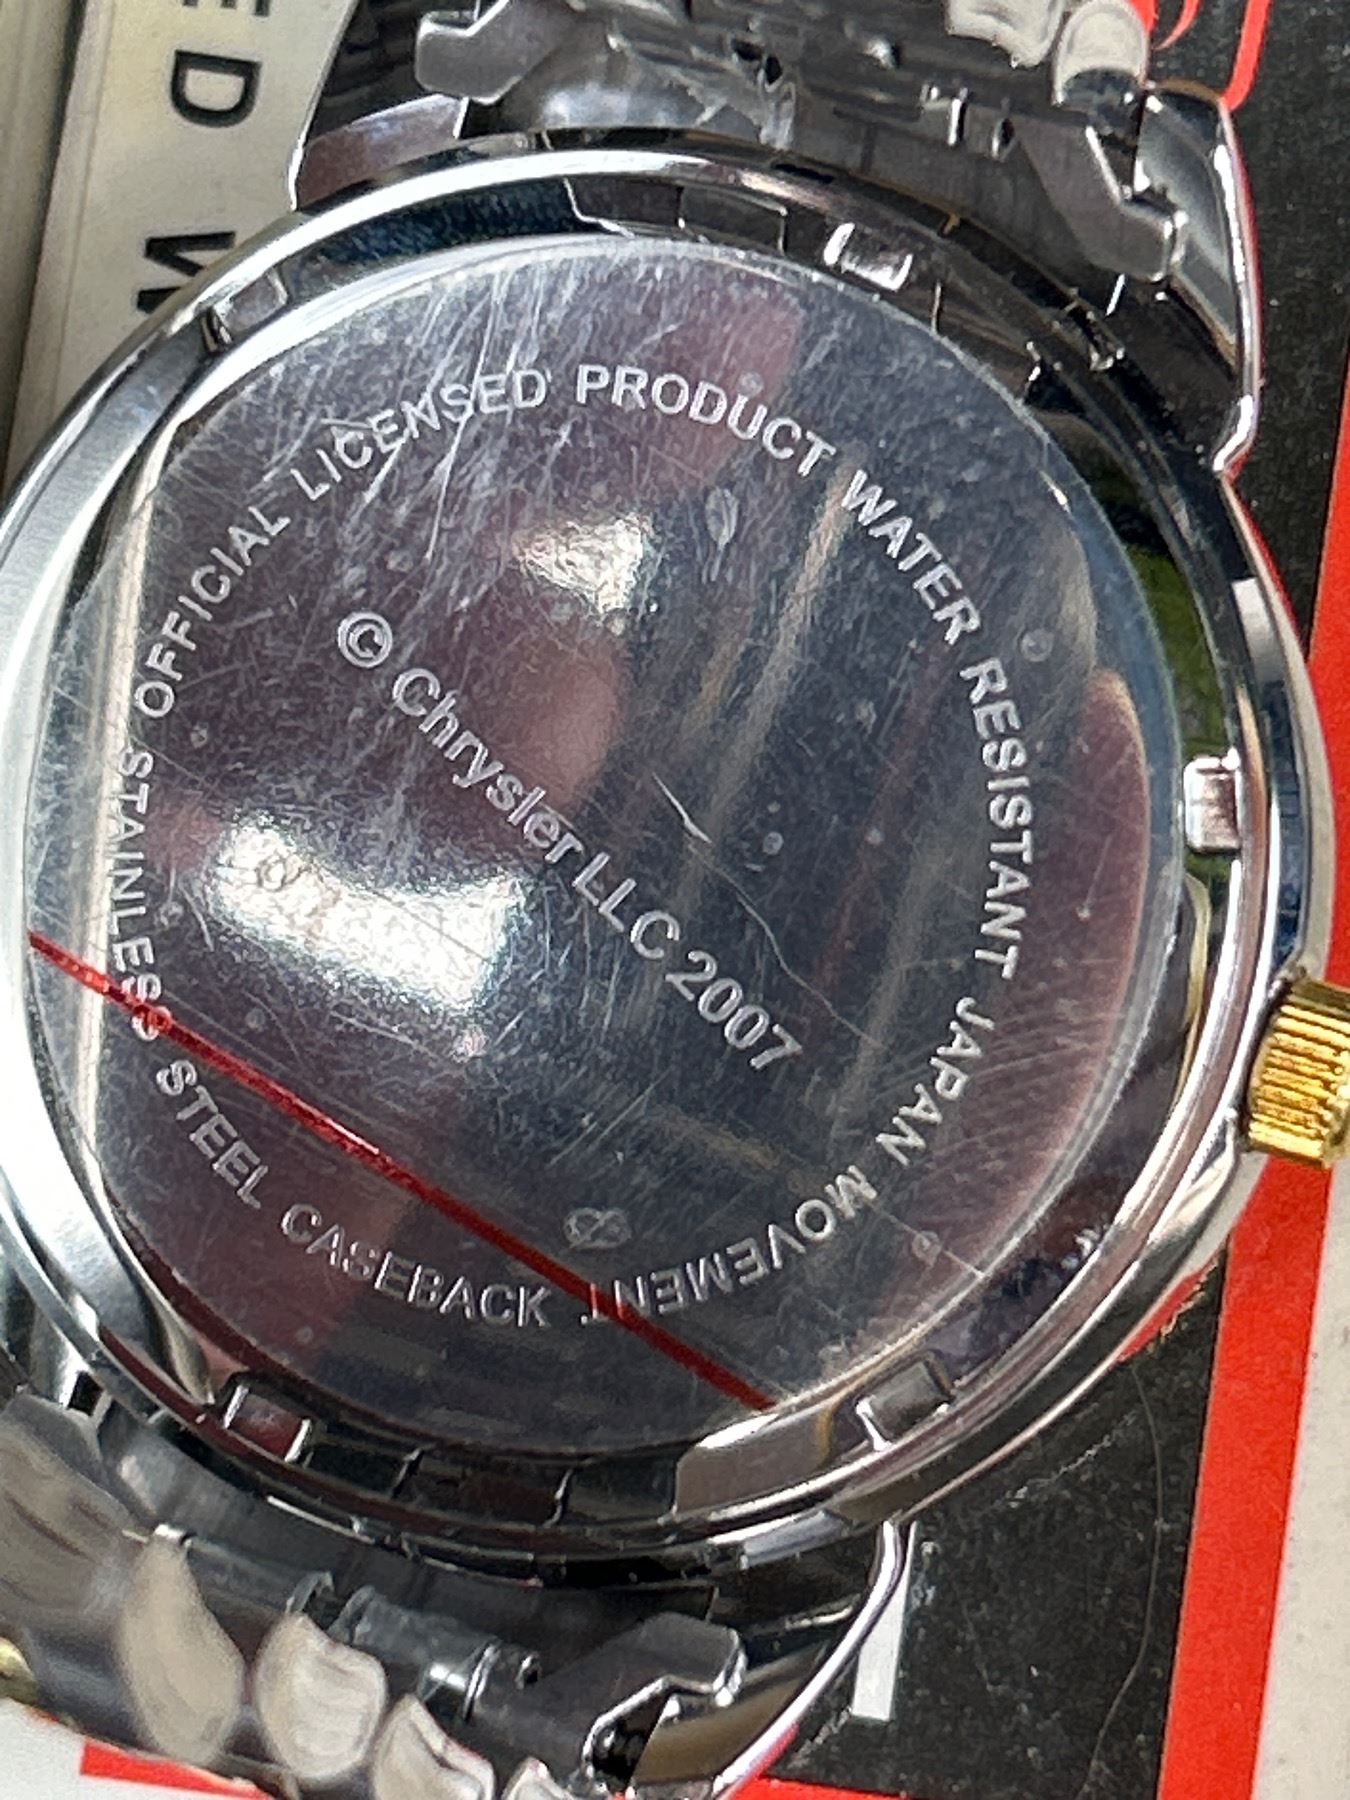 OFFICIAL LICENSED PRODUCT WATER RESISTANT JAPAN MOVEMENT STAINLESS STEEL CASEBACK
© Chrysler LLC 2007